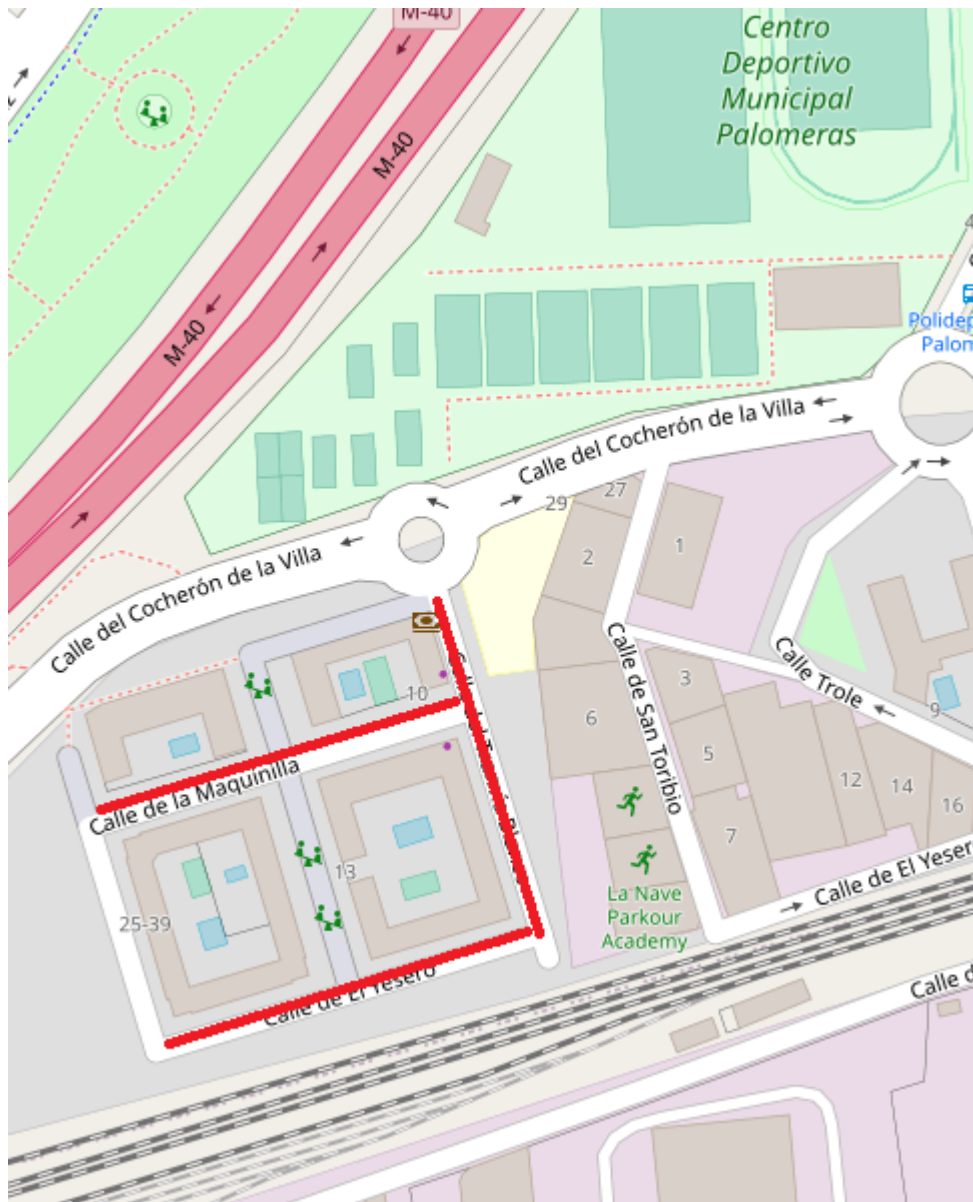 M-40
Centro
Deportivo
Municipal
Palomeras
M-40
4
M-40
Polidep
Palom
Calle del Cocherón de la Villa
29
27
2
1
Calle del Cocherón de la Villa
Calle de San Toribio
Calle Trole
3
10
6
9
5
Calle de la Maquinilla
12
14
16
7
13
25-39
La Nave
Parkour
Academy
Calle de El Yesero
Calle de El Yesero
Calle d